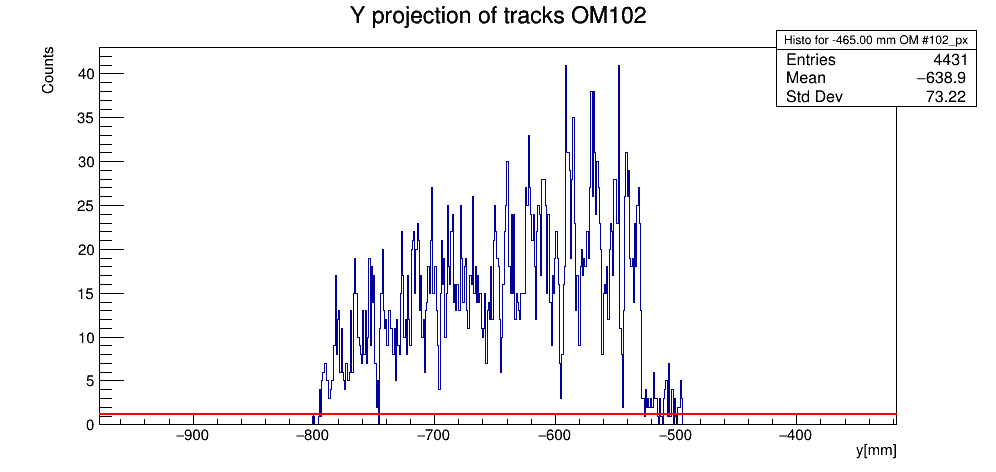 Y projection of tracks OM102
Histo for -465.00 mm OM #102_px
Entries 4431
Mean −638.9
Std Dev 73.22
Counts
40
35
30
25
20
15
10
5
0
−900 −800 −700 −600 −500 −400
y[mm]